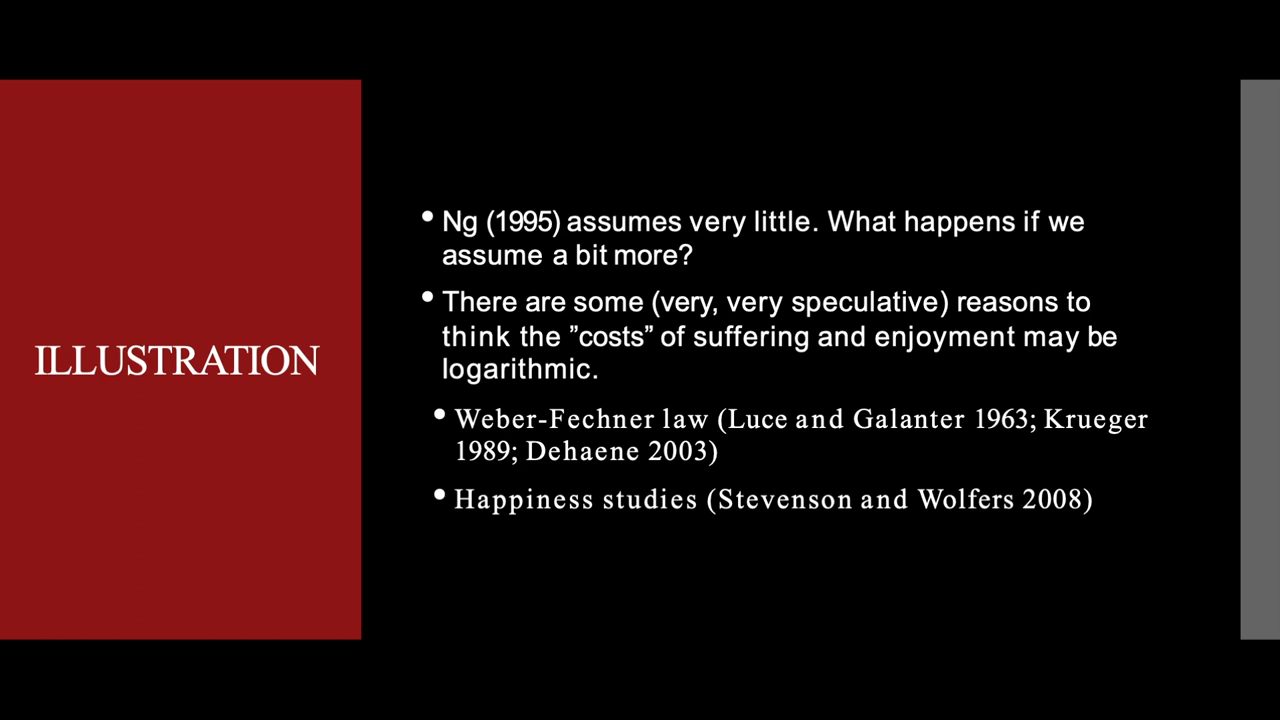 ILLUSTRATION
• Ng (1995) assumes very little. What happens if we
assume a bit more?
• There are some (very, very speculative) reasons to
think the ”costs” of suffering and enjoyment may be
logarithmic.
• Weber-Fechner law (Luce and Galanter 1963; Krueger
1989; Dehaene 2003)
• Happiness studies (Stevenson and Wolfers 2008)